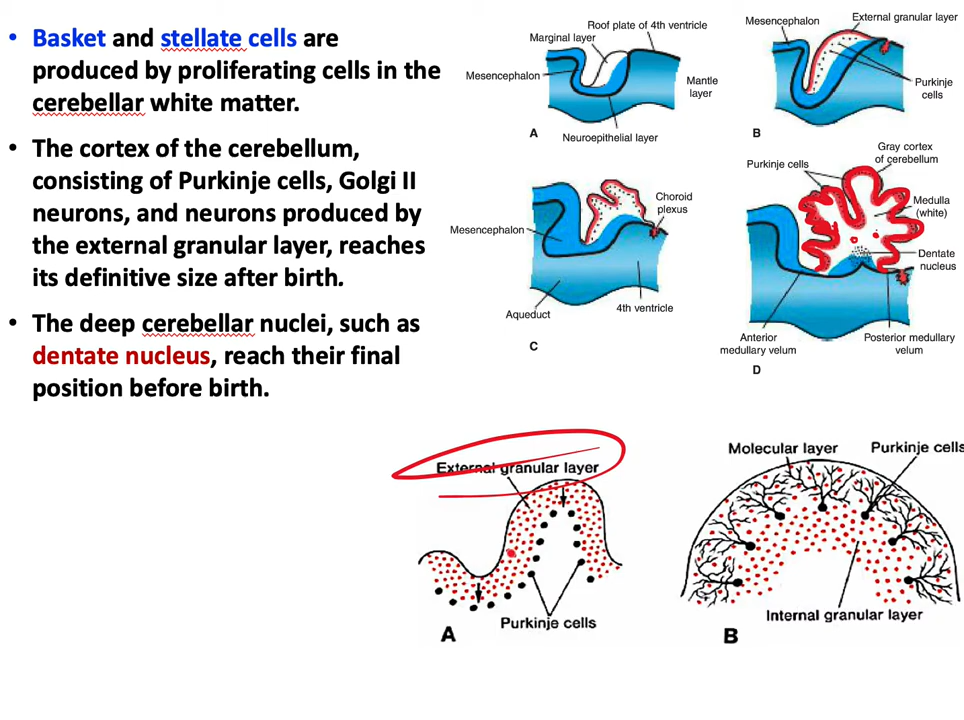 • Basket and stellate cells are
produced by proliferating cells in the
cerebellar white matter.
• The cortex of the cerebellum,
consisting of Purkinje cells, Golgi II
neurons, and neurons produced by
the external granular layer, reaches
its definitive size after birth.
• The deep cerebellar nuclei, such as
dentate nucleus, reach their final
position before birth.
Roof plate of 4th ventricle
Marginal layer
Mesencephalon
Mantle
layer
Neuroepithelial layer
A
Mesencephalon
External granular layer
Purkinje
cells
B
Mesencephalon
Choroid
plexus
Aqueduct
4th ventricle
C
Gray cortex
of cerebellum
Purkinje cells
Medulla
(white)
Dentate
nucleus
Anterior
medullary velum
Posterior medullary
velum
D
External granular layer
Purkinje cells
A
Molecular layer
Purkinje cells
Internal granular layer
B